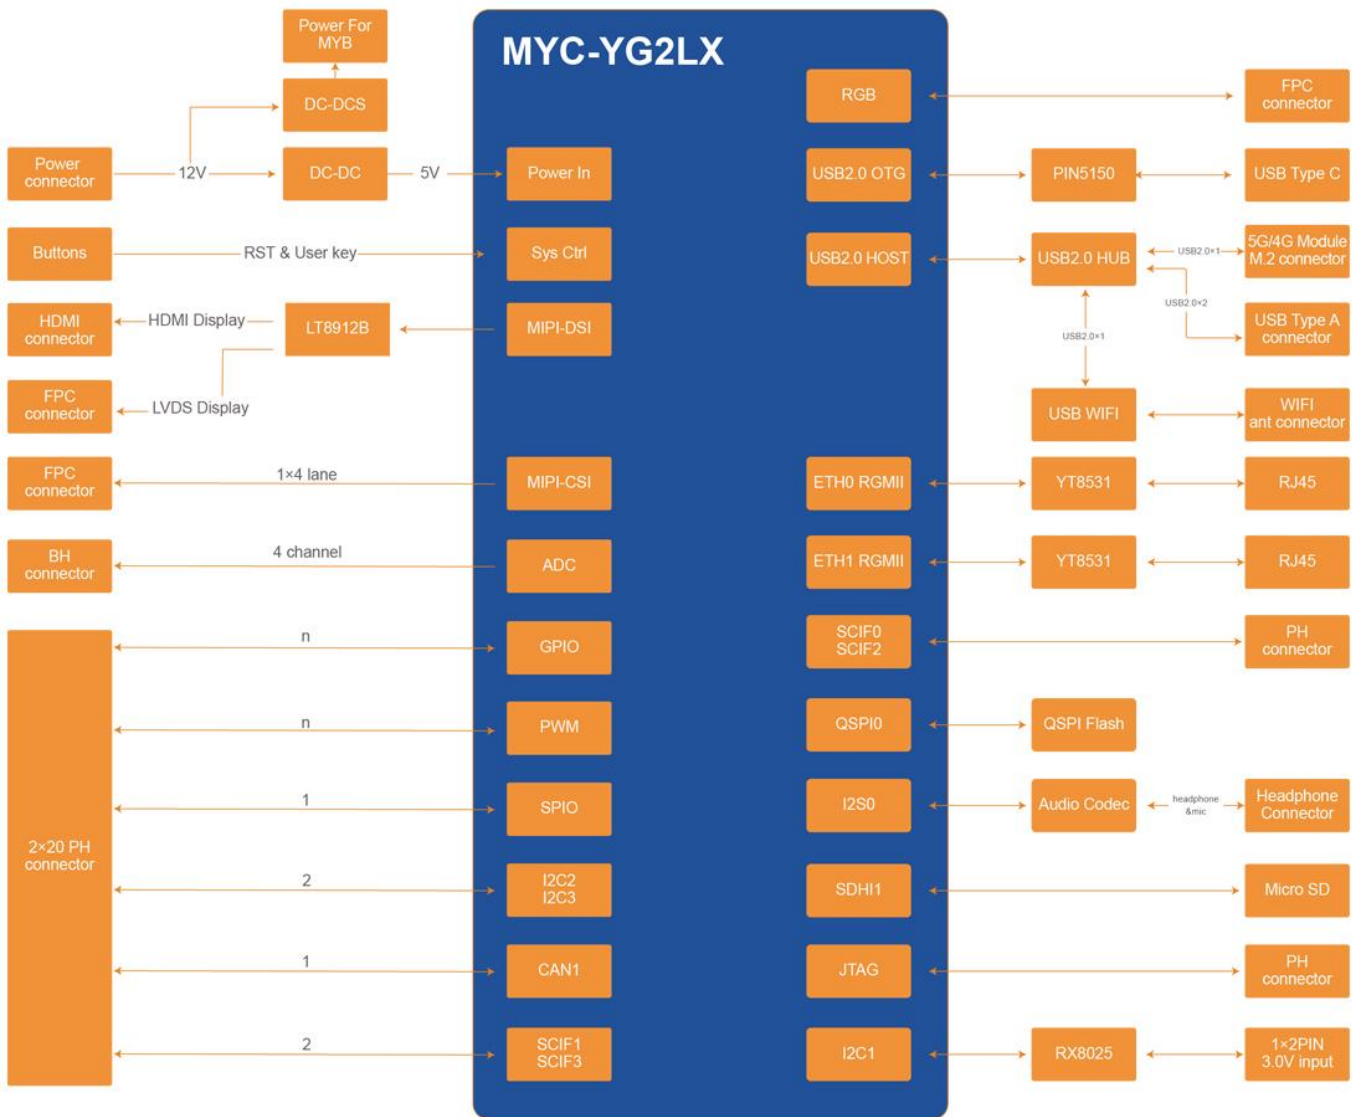 MYC-YG2LX
Power For
MYB
DC-DCS
Power
connector
12V
DC-DC
5V
Power In
Buttons
RST & User key
Sys Ctrl
HDMI
connector
HDMI Display
LT8912B
MIPI-DSI
FPC
connector
LVDS Display
FPC
connector
1×4 lane
MIPI-CSI
BH
connector
4 channel
ADC
2×20 PH
connector
n
GPIO
n
PWM
1
SPIO
2
I2C2
I2C3
1
CAN1
2
SCIF1
SCIF3
RGB
FPC
connector
USB2.0 OTG
PIN5150
USB Type C
USB2.0 HOST
USB2.0 HUB
USB2.0×1
5G/4G Module
M.2 connector
USB2.0×2
USB Type A
connector
USB2.0×1
USB WIFI
WIFI
ant connector
ETH0 RGMII
YT8531
RJ45
ETH1 RGMII
YT8531
RJ45
SCIF0
SCIF2
PH
connector
QSPI0
QSPI Flash
I2S0
Audio Codec
headphone
&mic
Headphone
Connector
SDHI1
Micro SD
JTAG
PH
connector
I2C1
RX8025
1×2PIN
3.0V input